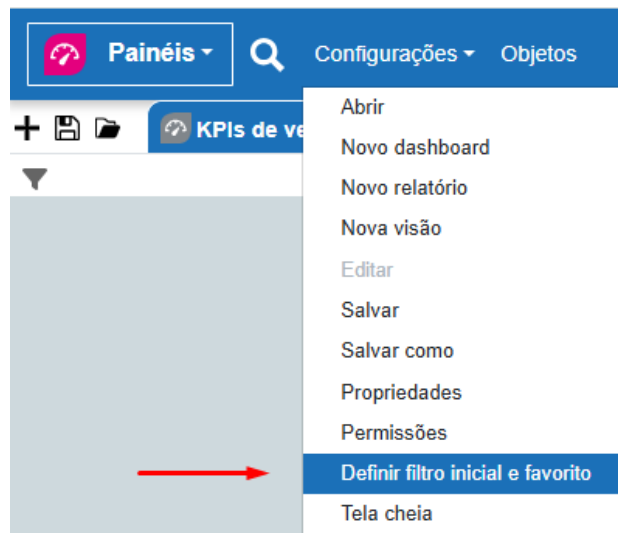 Painéis Configurações Objetos
KPIs de ve
Abrir
Novo dashboard
Novo relatório
Nova visão
Editar
Salvar
Salvar como
Propriedades
Permissões
Definir filtro inicial e favorito
Tela cheia